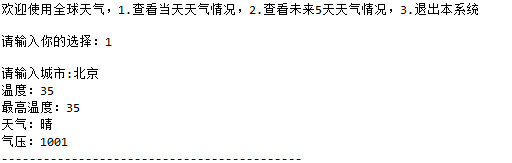 欢迎使用全球天气，1.查看当天天气情况，2.查看未来5天天气情况，3.退出本系统
请输入你的选择：1
请输入城市:北京
温度：35
最高温度：35
天气：晴
气压：1001
-------------------------------------------